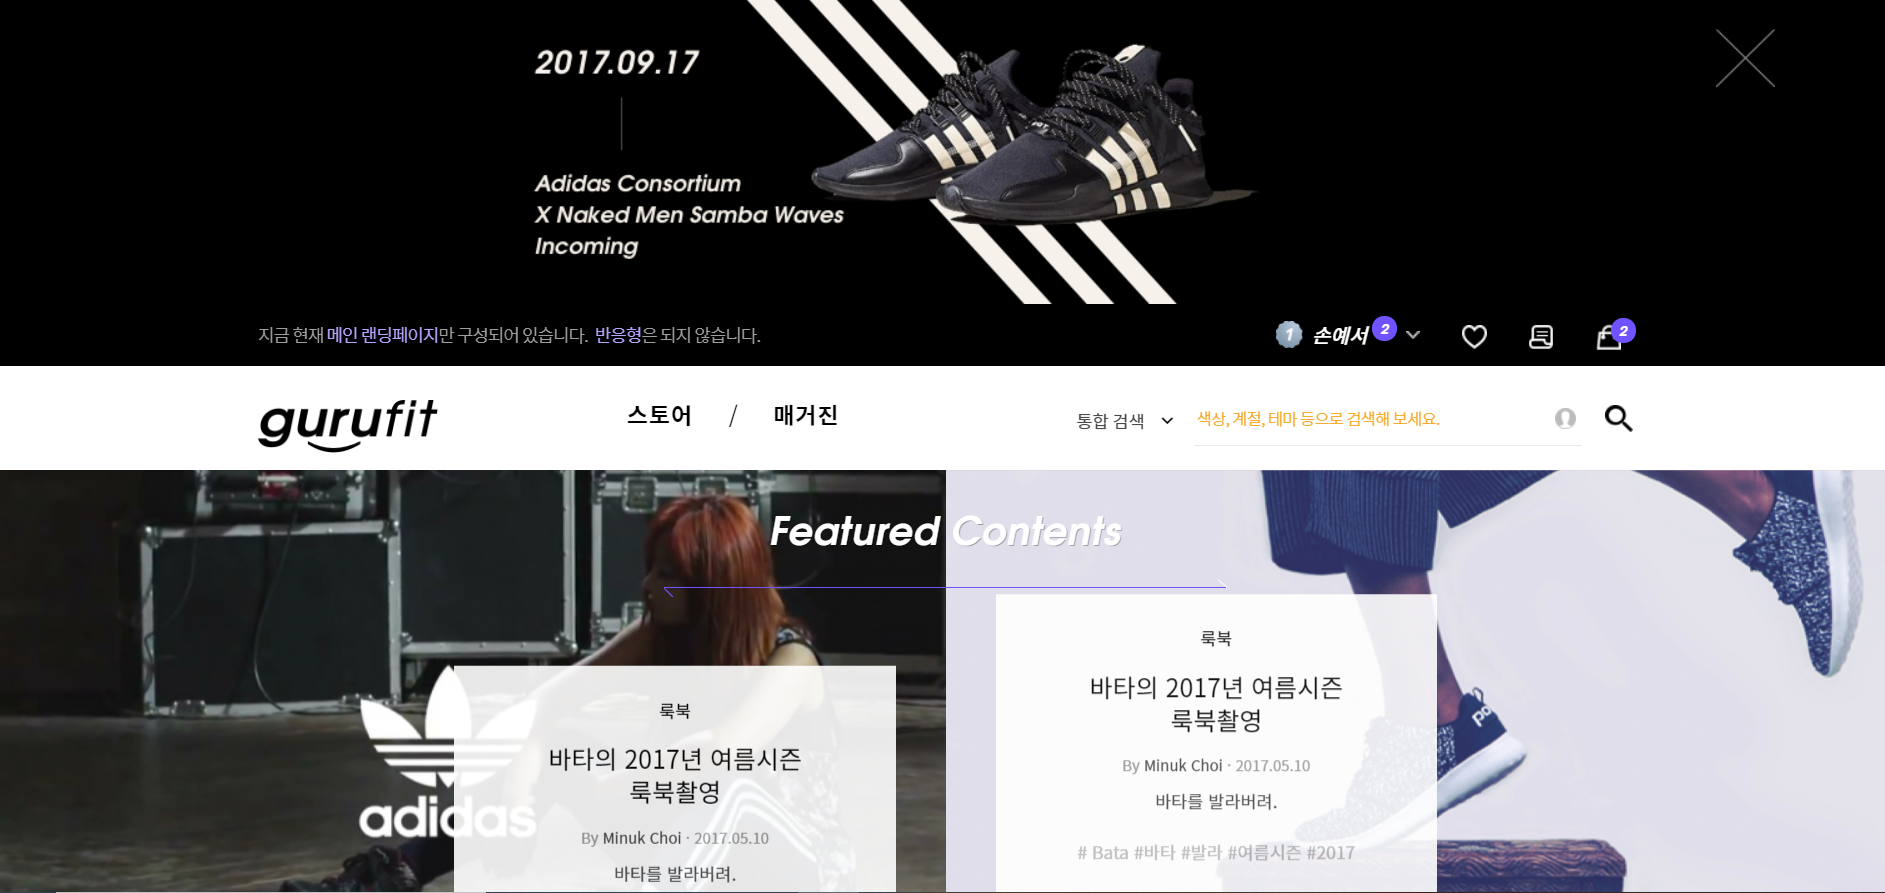 2017.09.17
Adidas Consortium
X Naked Men Samba Waves
Incoming
지금 현재 메인 랜딩페이지만 구성되어 있습니다. 반응형은 되지 않습니다.
1 손에서 2
2
gurufit
스토어 / 매거진
통합 검색
색상, 계절, 테마 등으로 검색해 보세요.
Featured Contents
adidas
룩북
바타의 2017년 여름시즌
룩북촬영
By Minuk Choi · 2017.05.10
바타를 발라버려.
룩북
바타의 2017년 여름시즌
룩북촬영
By Minuk Choi · 2017.05.10
바타를 발라버려.
# Bata #바타 #발라 #여름시즌 #2017